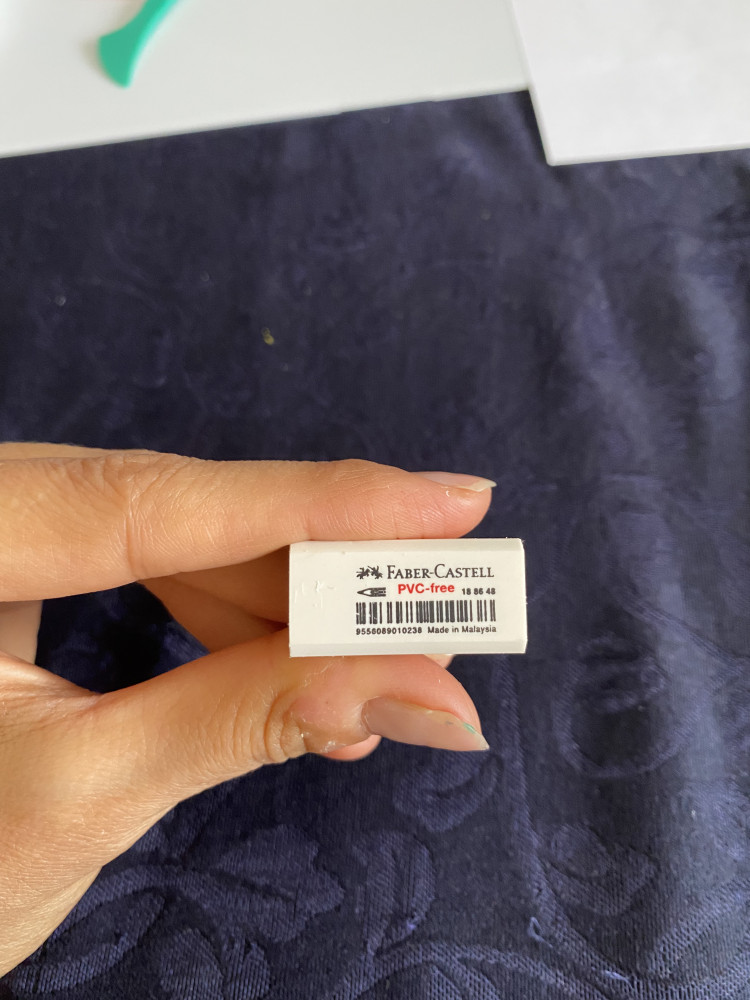 FABER-CASTELL
PVC-free 18 86 48
9556089010238 Made in Malaysia